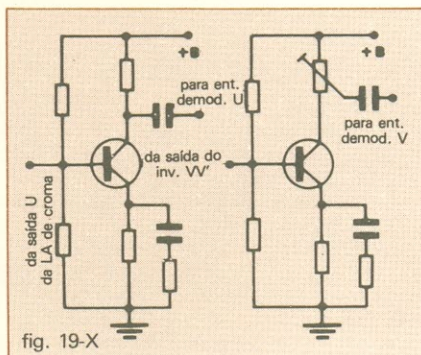 +B
para ent.
demod. U
da saída U
da LA de croma
+B
para ent.
demod. V
da saída do
inv. VV'
fig. 19-X